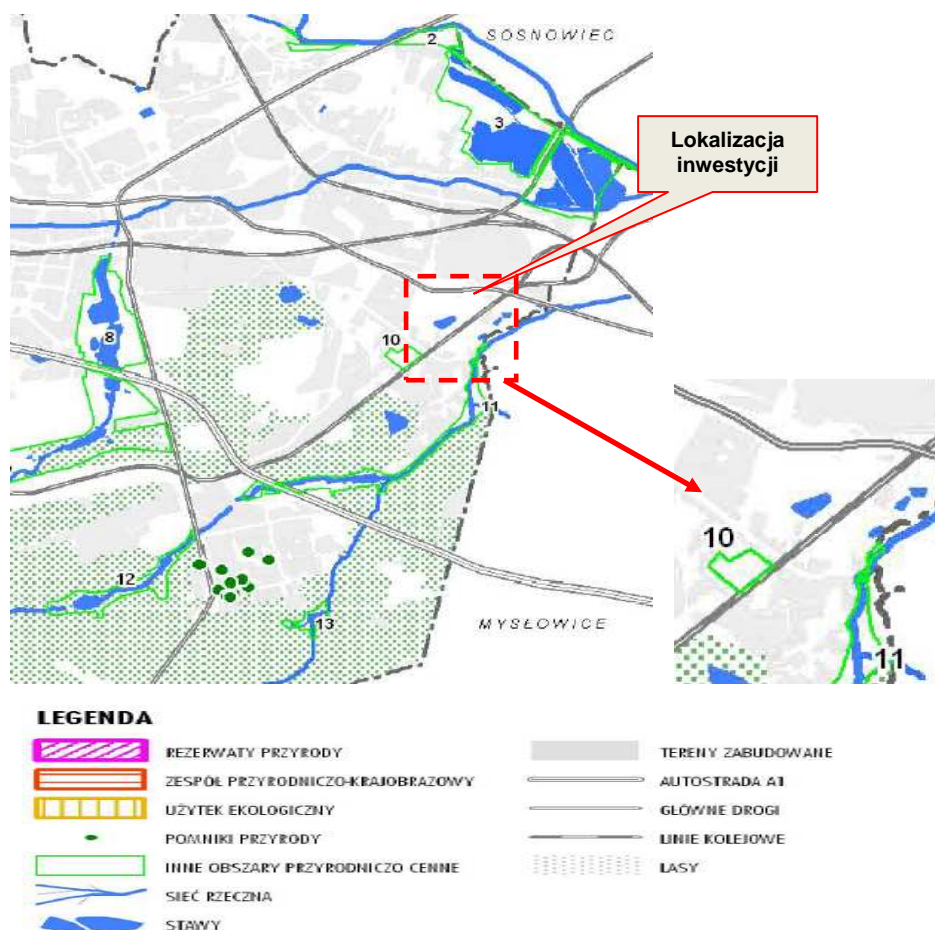 SOSNOWIEC
2
3
Lokalizacja
inwestycji
8
10
11
12
13
MYSŁOWICE
10
11
LEGENDA
REZERWATY PRZYRODY
ZESPÓŁ PRZYRODNICZO-KRAJOBRAZOWY
UŻYTEK EKOLOGICZNY
POMNIKI PRZYRODY
INNE OBSZARY PRZYRODNICZO CENNE
SIEĆ RZECZNA
STAWY
TERENY ZABUDOWANE
AUTOSTRADA A1
GŁÓWNE DROGI
LINIE KOLEJOWE
LASY